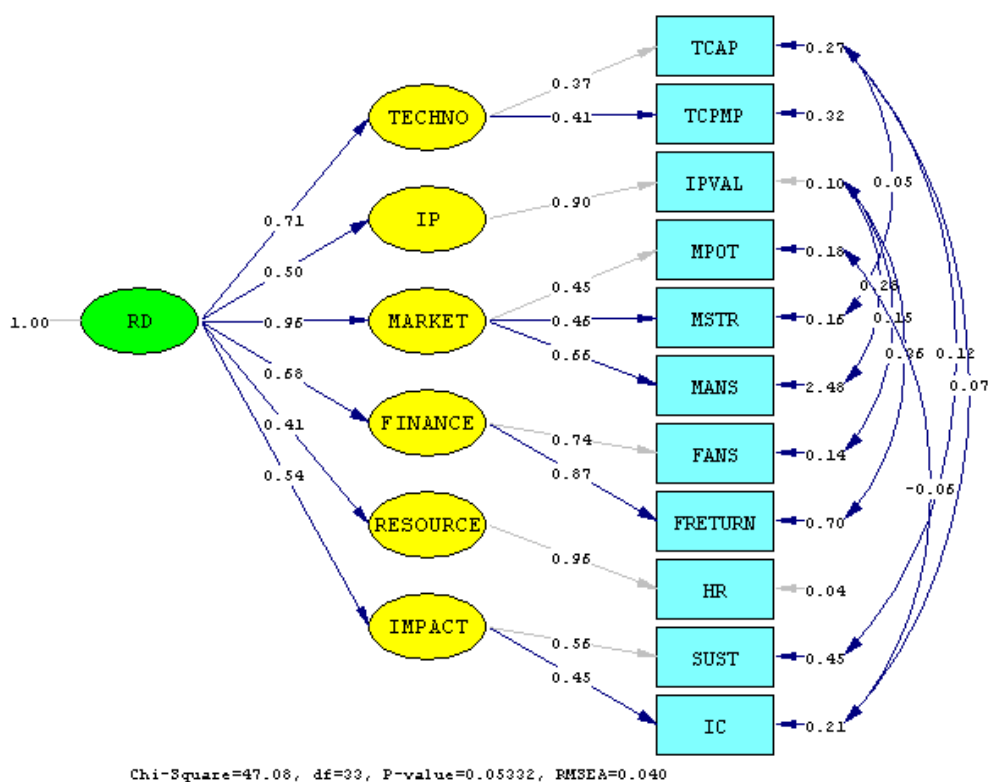 TCAP
0.27
0.37
TECHNO
0.41
TCPMP
0.32
IPVAL
0.10
0.05
0.90
0.71
IP
MPOT
0.18
0.50
0.45
0.28
1.00
RD
0.96
MARKET
0.46
MSTR
0.16
0.15
0.66
0.36
0.12
0.68
MANS
2.48
0.07
0.41
FINANCE
0.74
FANS
0.14
0.54
0.87
-0.06
RESOURCE
FRETURN
0.70
0.96
HR
0.04
IMPACT
0.56
SUST
0.45
0.45
IC
0.21
Chi-Square=47.08, df=33, P-value=0.05332, RMSEA=0.040